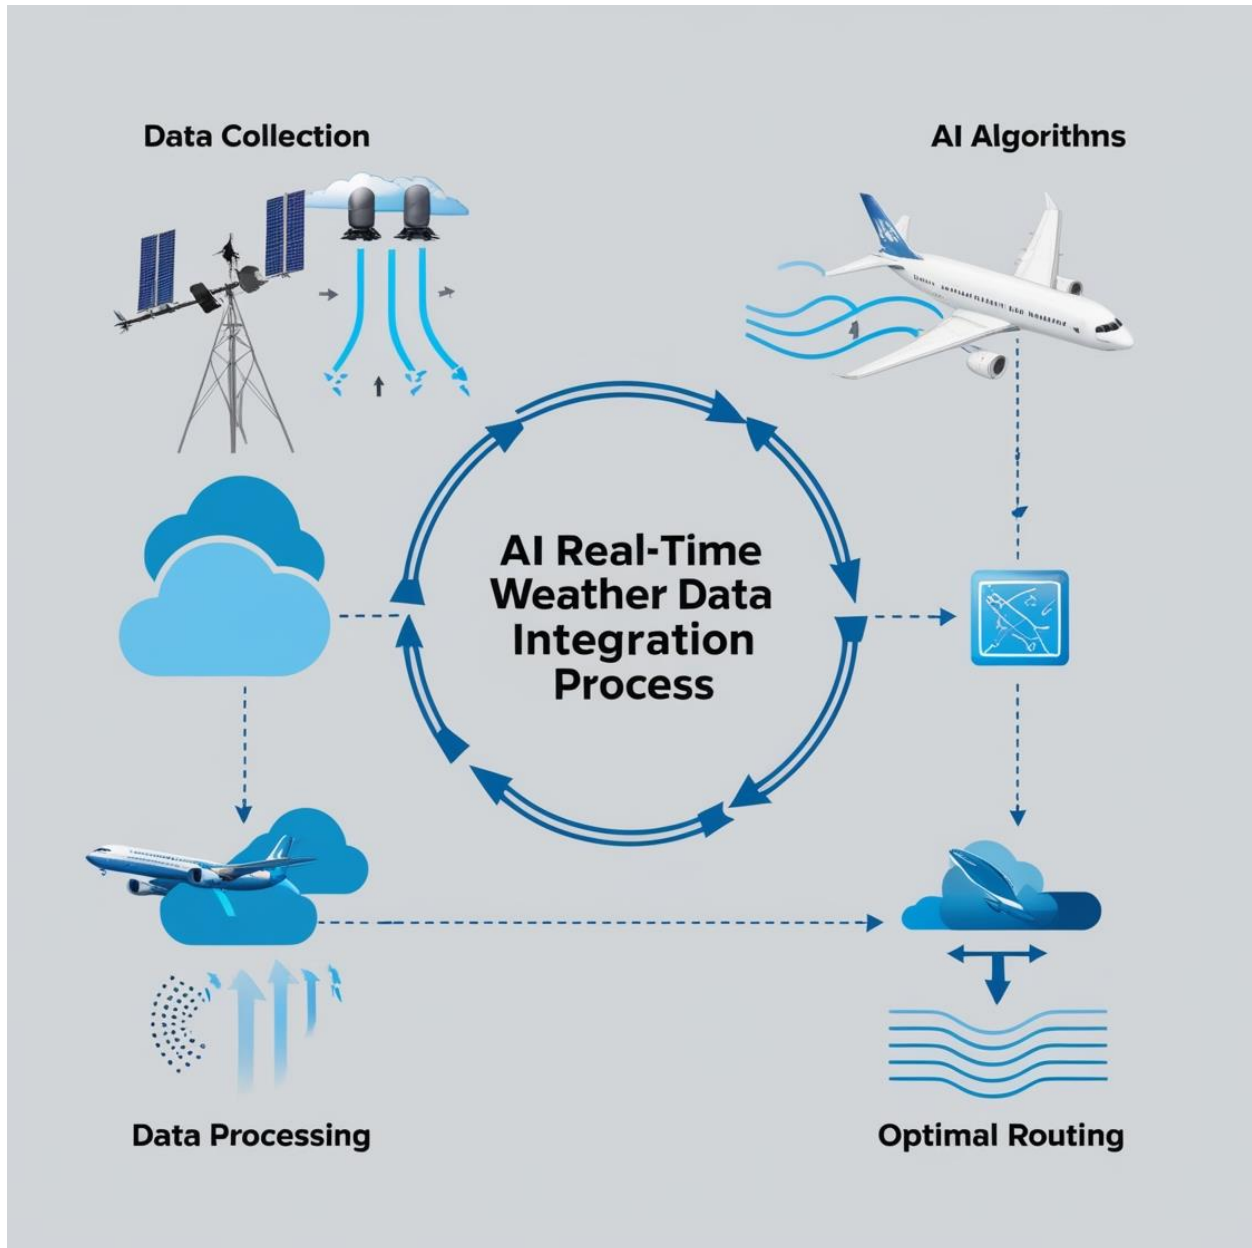 Data Collection
AI Algorithns
AI Real-Time
Weather Data
Integration
Process
Data Processing
Optimal Routing